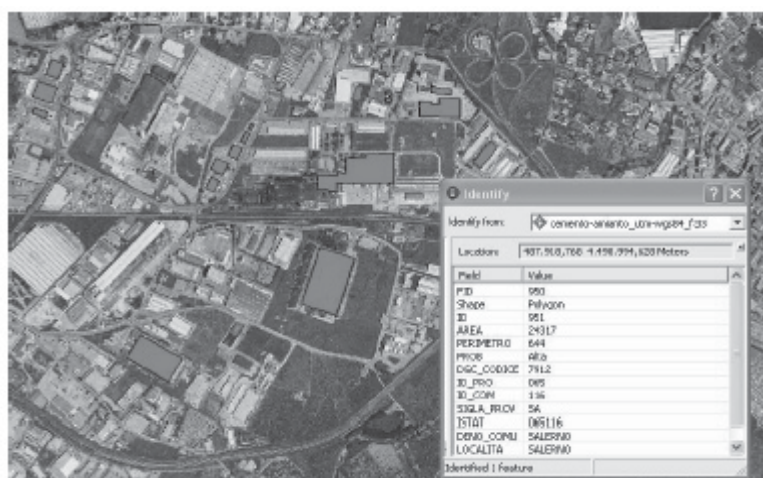 Identify
Identify from: cemento-amianto_utm-wgs84_f33
Location: 487.918,768 4.498.994,628 Meters
Field Value
FID 950
Shape Polygon
ID 951
AREA 24317
PERIMETRO 644
PROB Alta
DGC_CODICE 7912
ID_PRO 065
ID_COM 116
SIGLA_PROV SA
ISTAT 065116
DENO_COMU SALERNO
LOCALITA SALERNO
Identified 1 feature